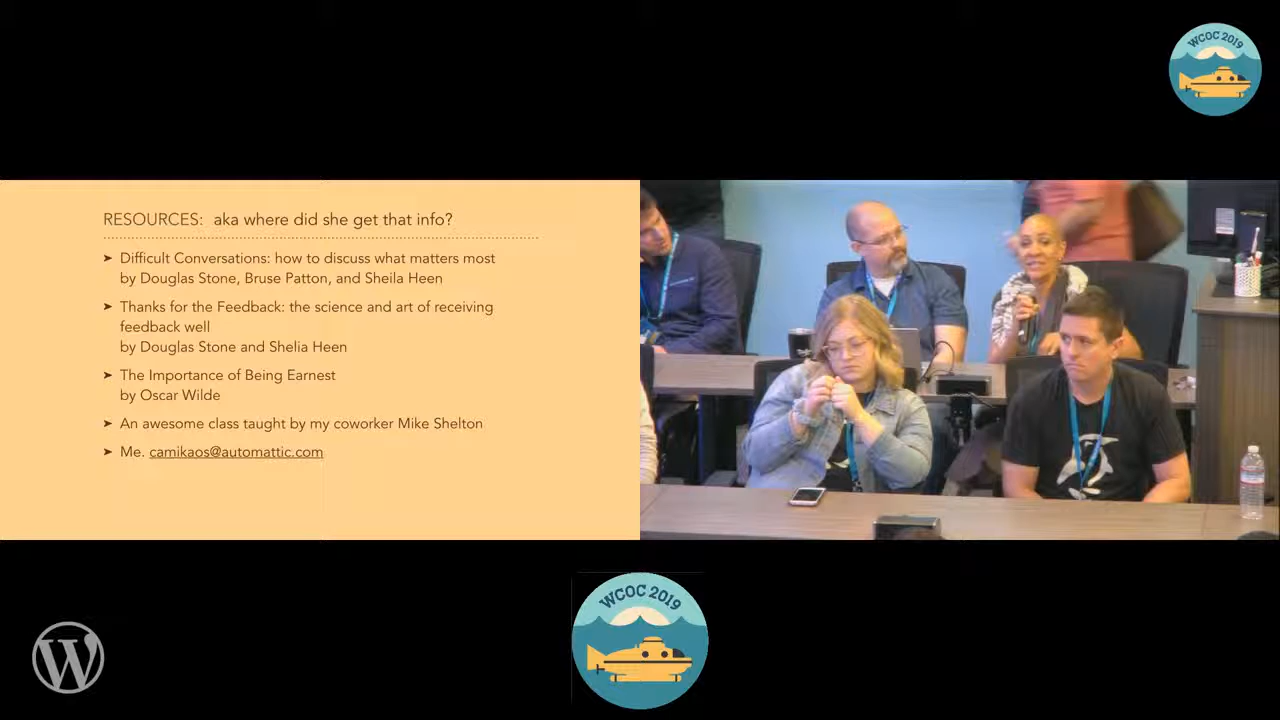 WCOC 2019
RESOURCES: aka where did she get that info?
➤ Difficult Conversations: how to discuss what matters most
by Douglas Stone, Bruse Patton, and Sheila Heen
➤ Thanks for the Feedback: the science and art of receiving
feedback well
by Douglas Stone and Shelia Heen
➤ The Importance of Being Earnest
by Oscar Wilde
➤ An awesome class taught by my coworker Mike Shelton
➤ Me. camikaos@automattic.com
WCOC 2019
W